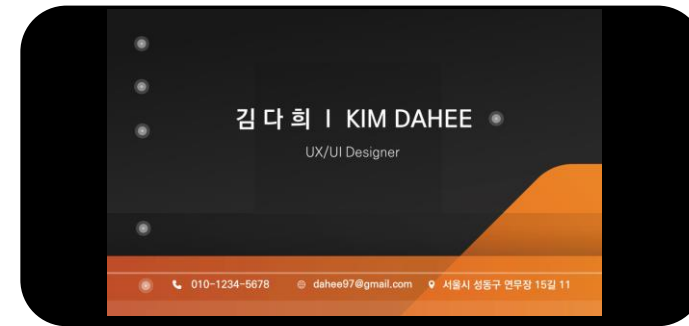 김다희 | KIM DAHEE
UX/UI Designer
010-1234-5678 dahee97@gmail.com 서울시 성동구 연무장 15길 11